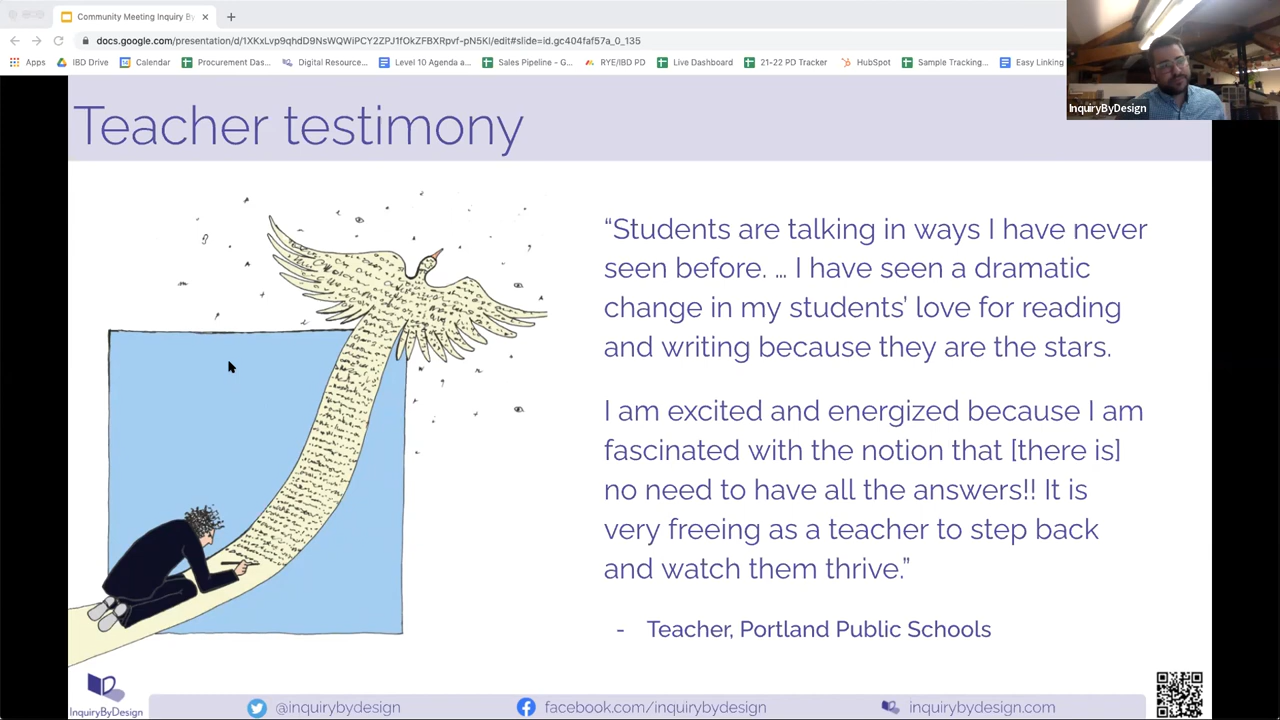 Community Meeting Inquiry By
docs.google.com/presentation/d/1XKxLvp9qhdD9NsWQWiPCY2ZPJ1fOkZFBXRpvf-pN5KI/edit#slide=id.gc404faf57a_0_135
Apps IBD Drive Calendar Procurement Das... Digital Resource... Level 10 Agenda a... Sales Pipeline - G... RYE/IBD PD Live Dashboard 21-22 PD Tracker HubSpot Sample Tracking... Easy Linking
InquiryByDesign
Teacher testimony
“Students are talking in ways I have never
seen before. … I have seen a dramatic
change in my students’ love for reading
and writing because they are the stars.
I am excited and energized because I am
fascinated with the notion that [there is]
no need to have all the answers!! It is
very freeing as a teacher to step back
and watch them thrive.”
- Teacher, Portland Public Schools
InquiryByDesign
@inquirybydesign
facebook.com/inquirybydesign
inquirybydesign.com